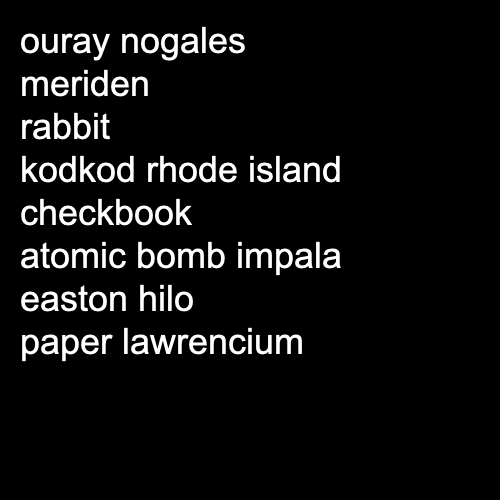 ouray nogales
meriden
rabbit
kodkod rhode island
checkbook
atomic bomb impala
easton hilo
paper lawrencium